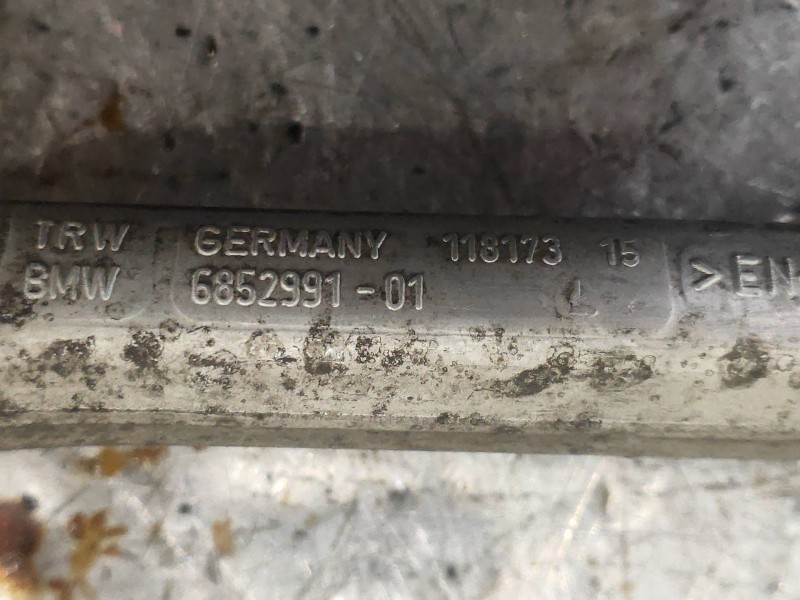 TRW GERMANY 118173 15
BMW 6852991-01 L >EN